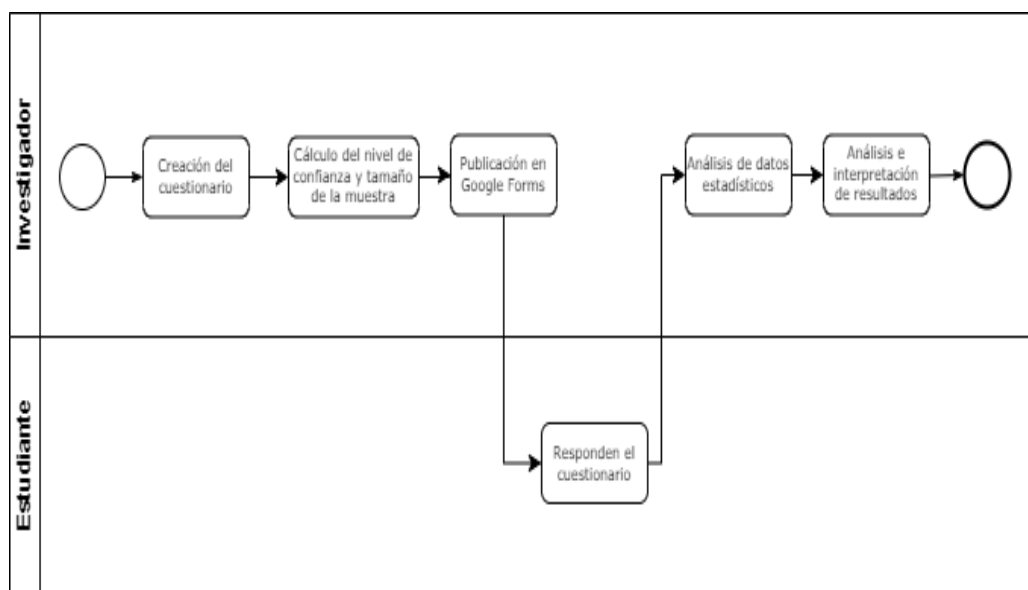 Investigador
Creación del
cuestionario
Cálculo del nivel de
confianza y tamaño
de la muestra
Publicación en
Google Forms
Análisis de datos
estadísticos
Análisis e
interpretación
de resultados
Estudiante
Responden el
cuestionario